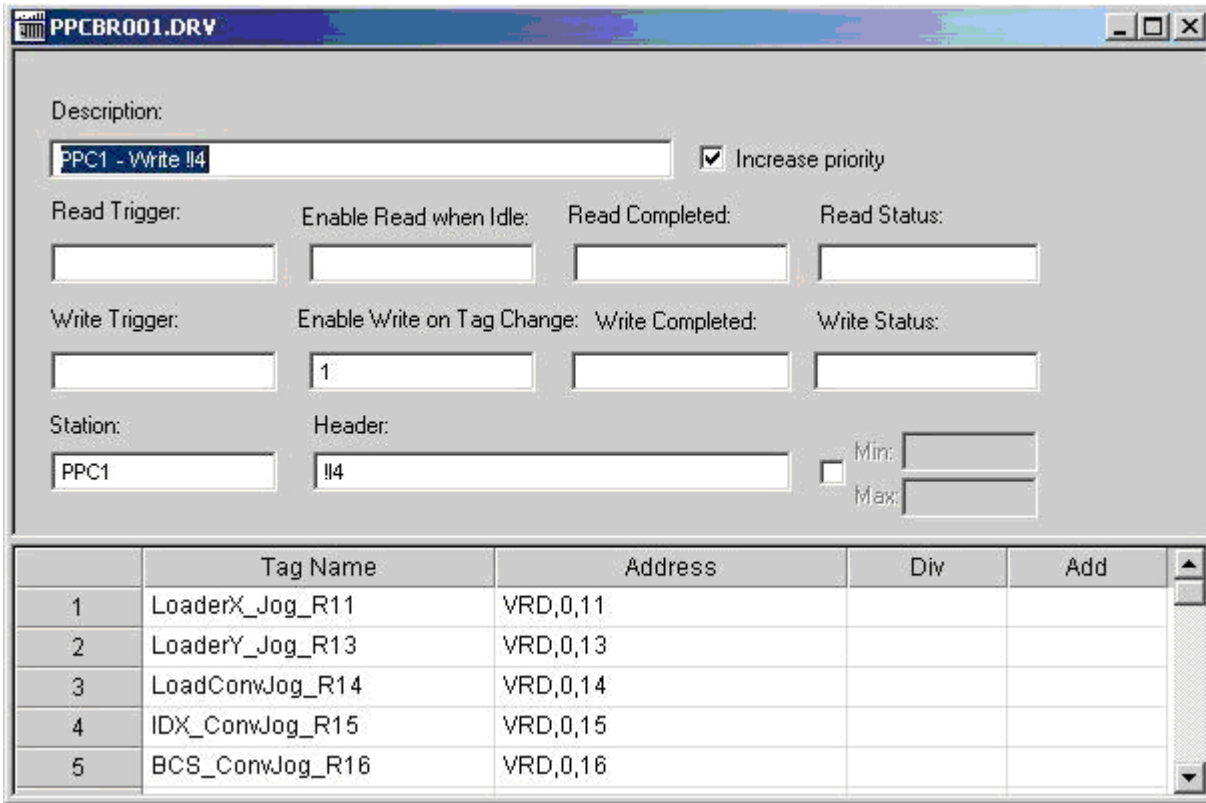 PPCBR001.DRV
Description:
PPC1 - Write !I4
Increase priority
Read Trigger: Enable Read when Idle: Read Completed: Read Status:
Write Trigger: Enable Write on Tag Change: Write Completed: Write Status:
1
Station: Header:
PPC1 !I4
Min:
Max:
Tag Name Address Div Add
1 LoaderX_Jog_R11 VRD,0,11
2 LoaderY_Jog_R13 VRD,0,13
3 LoadConvJog_R14 VRD,0,14
4 IDX_ConvJog_R15 VRD,0,15
5 BCS_ConvJog_R16 VRD,0,16